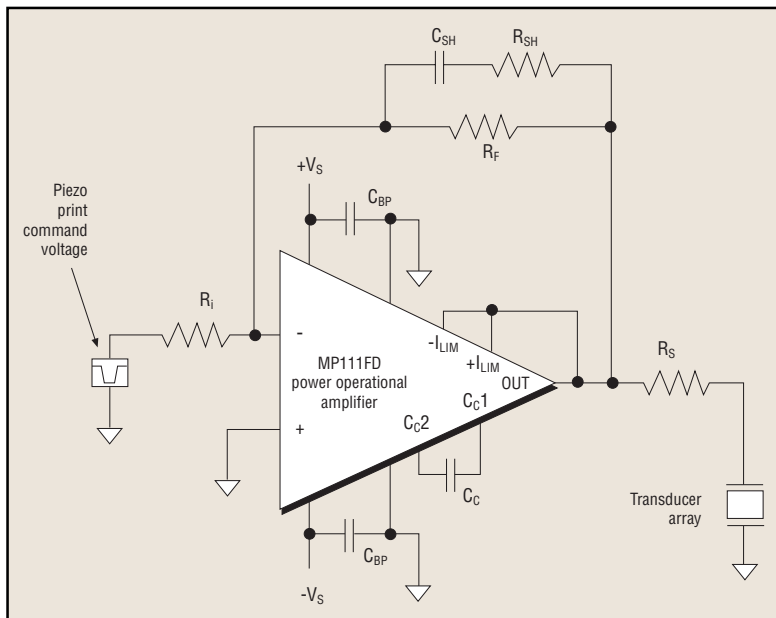 C_SH
R_SH
R_F
+V_S
C_BP
Piezo
print
command
voltage
R_i
-
-I_LIM
+I_LIM
MP111FD
power operational
amplifier
OUT
R_S
C_C1
+
C_C2
C_C
Transducer
array
C_BP
-V_S